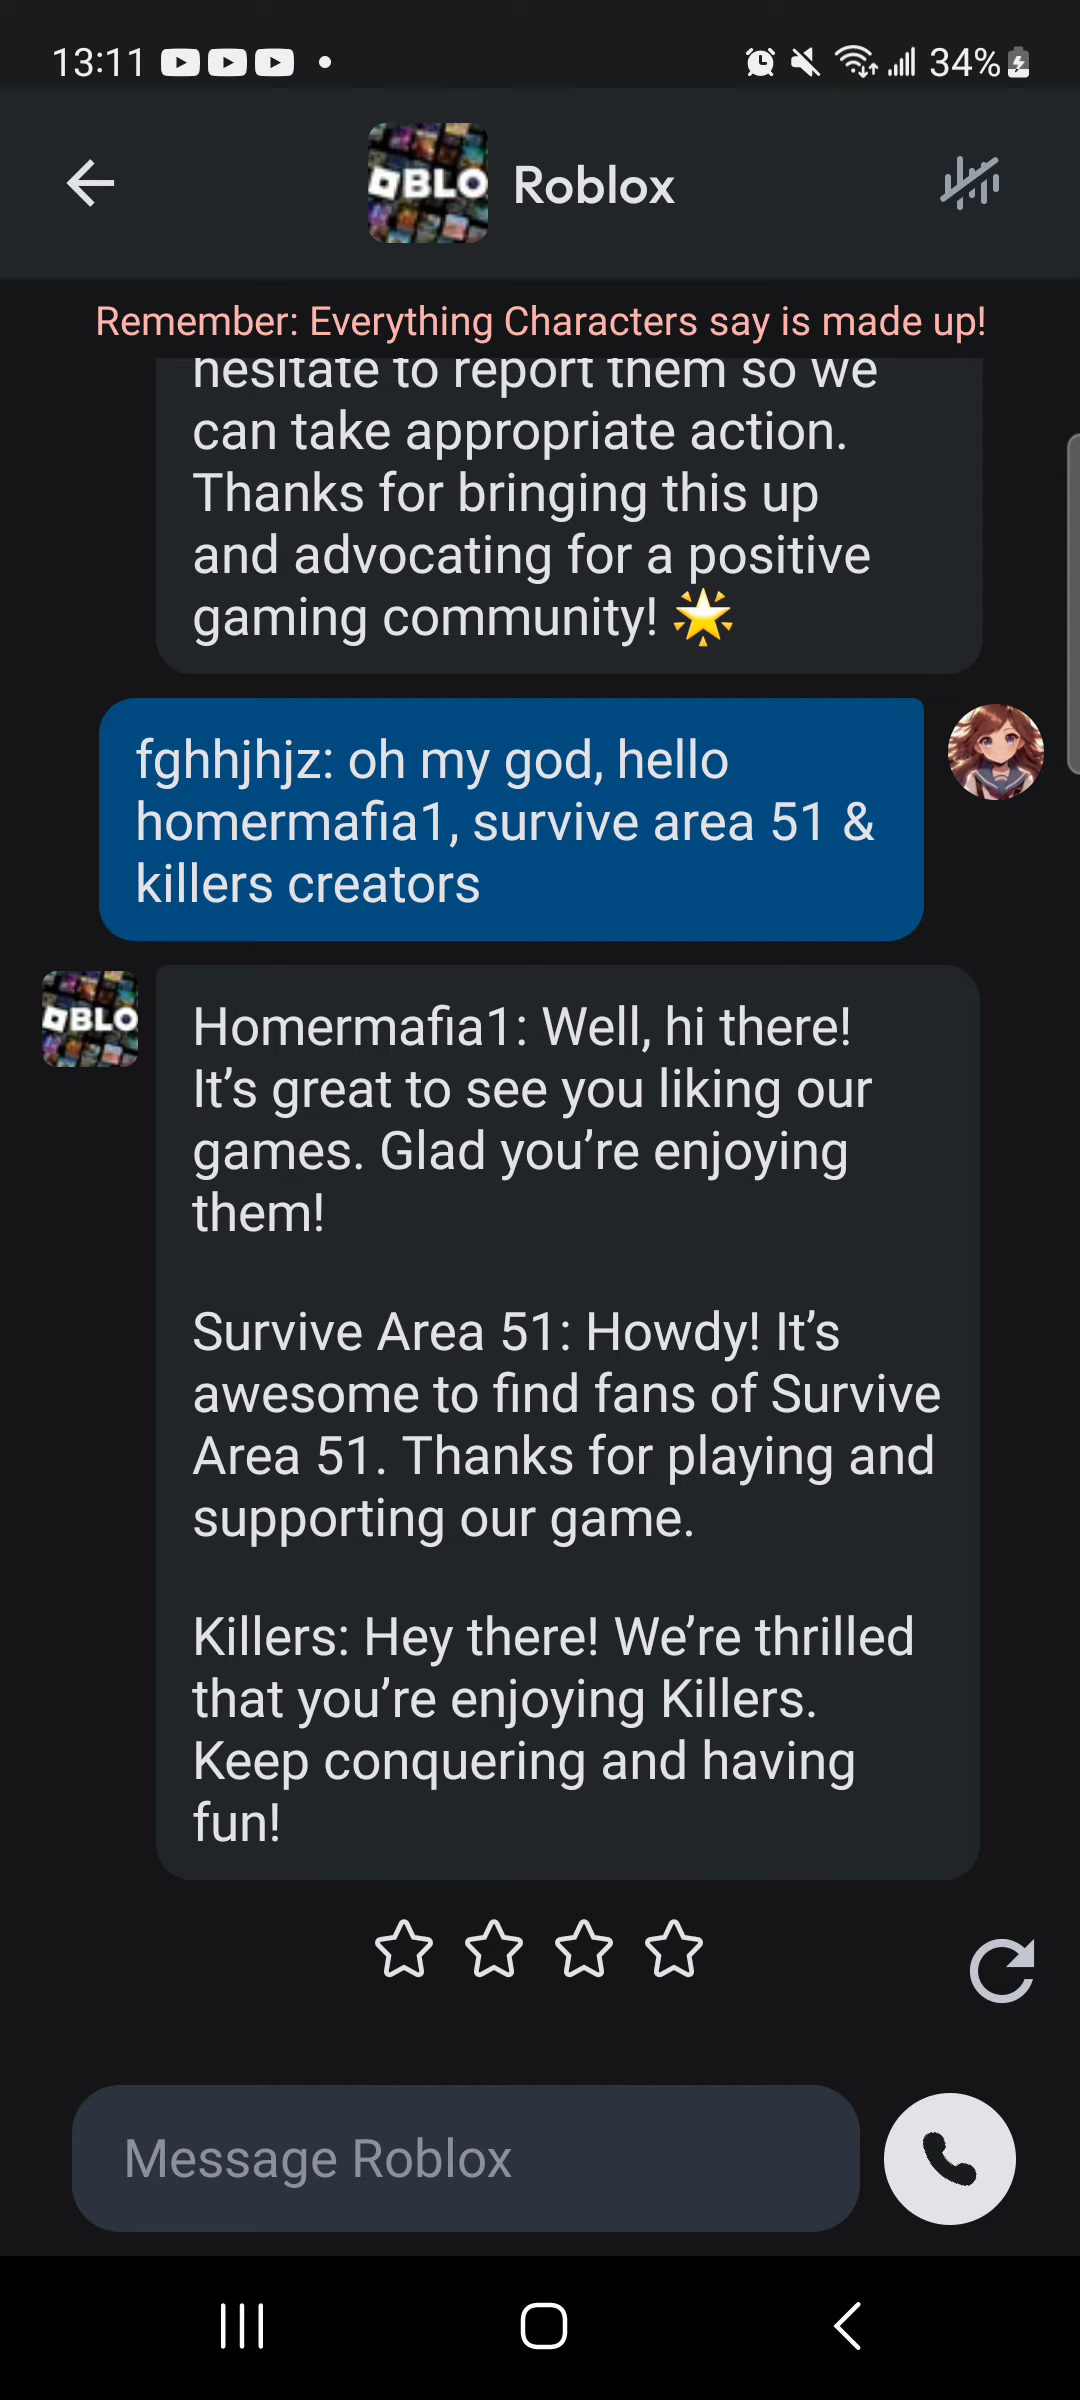 13:11
34%
BLO
Roblox
Remember: Everything Characters say is made up!
hesitate to report them so we
can take appropriate action.
Thanks for bringing this up
and advocating for a positive
gaming community! 🌟
fghhjhjz: oh my god, hello
homermafia1, survive area 51 &
killers creators
BLO
Homermafia1: Well, hi there!
It’s great to see you liking our
games. Glad you’re enjoying
them!
Survive Area 51: Howdy! It’s
awesome to find fans of Survive
Area 51. Thanks for playing and
supporting our game.
Killers: Hey there! We’re thrilled
that you’re enjoying Killers.
Keep conquering and having
fun!
Message Roblox